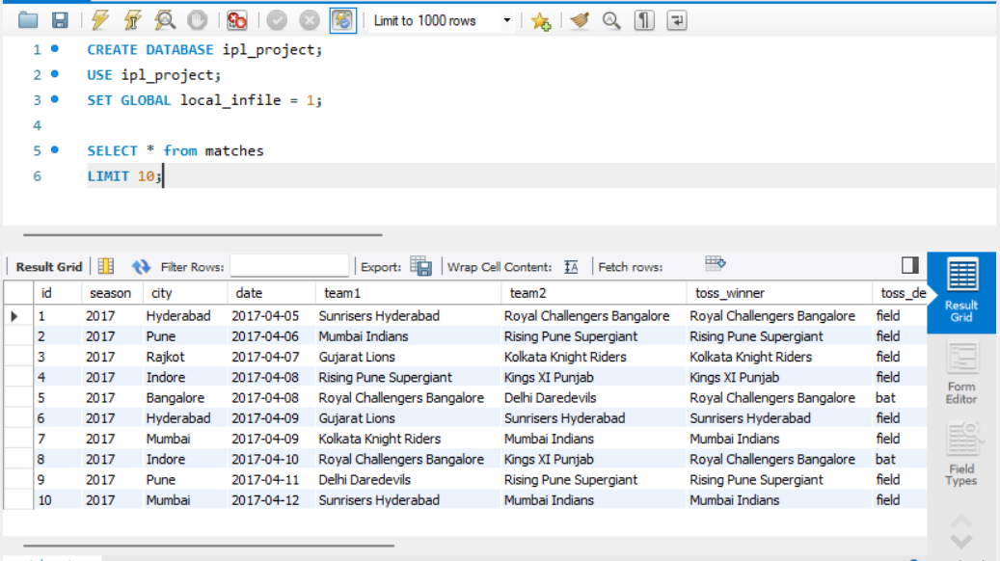 Limit to 1000 rows
1 CREATE DATABASE ipl_project;
2 USE ipl_project;
3 SET GLOBAL local_infile = 1;
4
5 SELECT * from matches
6 LIMIT 10;
Result Grid Filter Rows: Export: Wrap Cell Content: Fetch rows:
id season city date team1 team2 toss_winner toss_de
1 2017 Hyderabad 2017-04-05 Sunrisers Hyderabad Royal Challengers Bangalore Royal Challengers Bangalore field
2 2017 Pune 2017-04-06 Mumbai Indians Rising Pune Supergiant Rising Pune Supergiant field
3 2017 Rajkot 2017-04-07 Gujarat Lions Kolkata Knight Riders Kolkata Knight Riders field
4 2017 Indore 2017-04-08 Rising Pune Supergiant Kings XI Punjab Kings XI Punjab field
5 2017 Bangalore 2017-04-08 Royal Challengers Bangalore Delhi Daredevils Royal Challengers Bangalore bat
6 2017 Hyderabad 2017-04-09 Gujarat Lions Sunrisers Hyderabad Sunrisers Hyderabad field
7 2017 Mumbai 2017-04-09 Kolkata Knight Riders Mumbai Indians Mumbai Indians field
8 2017 Indore 2017-04-10 Royal Challengers Bangalore Kings XI Punjab Royal Challengers Bangalore bat
9 2017 Pune 2017-04-11 Delhi Daredevils Rising Pune Supergiant Rising Pune Supergiant field
10 2017 Mumbai 2017-04-12 Sunrisers Hyderabad Mumbai Indians Mumbai Indians field
Result
Grid
Form
Editor
Field
Types